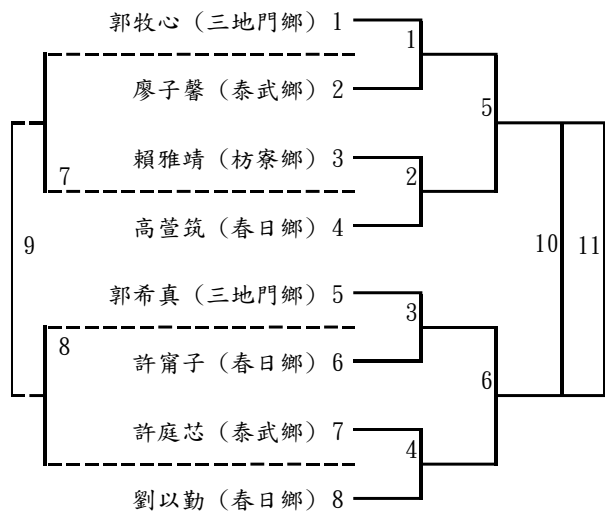 郭牧心（三地門鄉）1
1
廖子馨（泰武鄉）2
5
賴雅靖（枋寮鄉）3
7
2
高萱筑（春日鄉）4
9
10
11
郭希真（三地門鄉）5
3
8
許甯子（春日鄉）6
6
許庭芯（泰武鄉）7
4
劉以勤（春日鄉）8